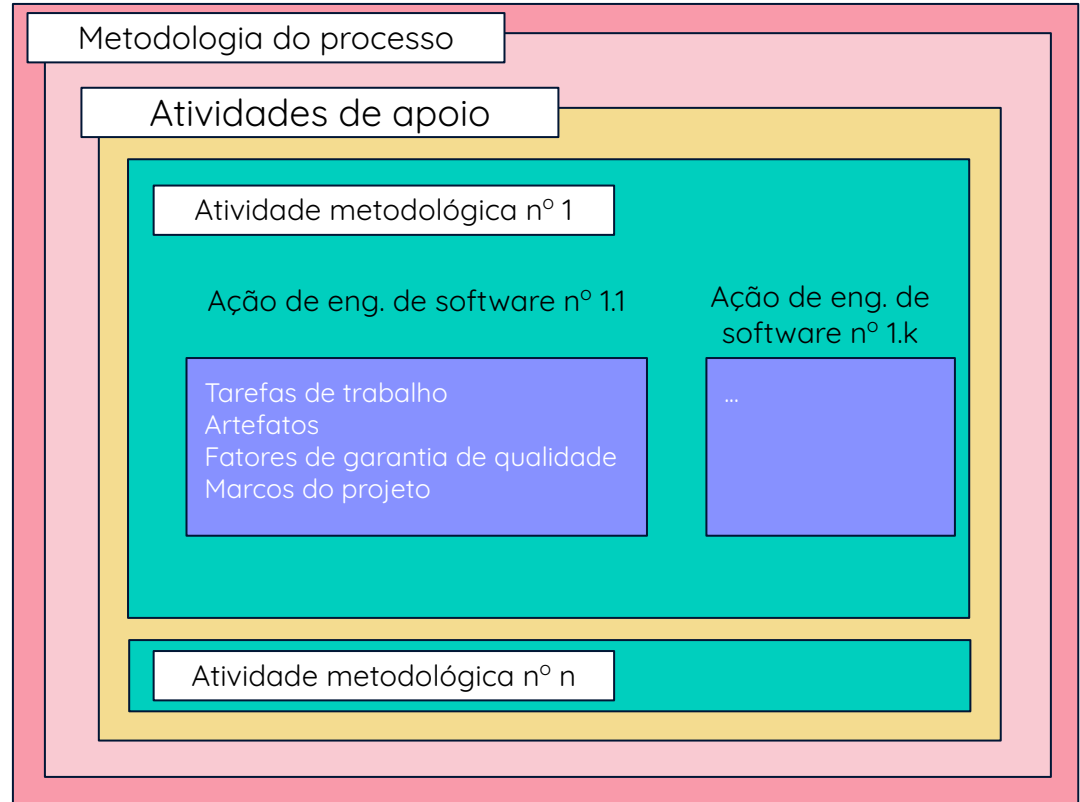 Metodologia do processo
Atividades de apoio
Atividade metodológica nº 1
Ação de eng. de software nº 1.1
Tarefas de trabalho
Artefatos
Fatores de garantia de qualidade
Marcos do projeto
Ação de eng. de
software nº 1.k
...
Atividade metodológica nº n